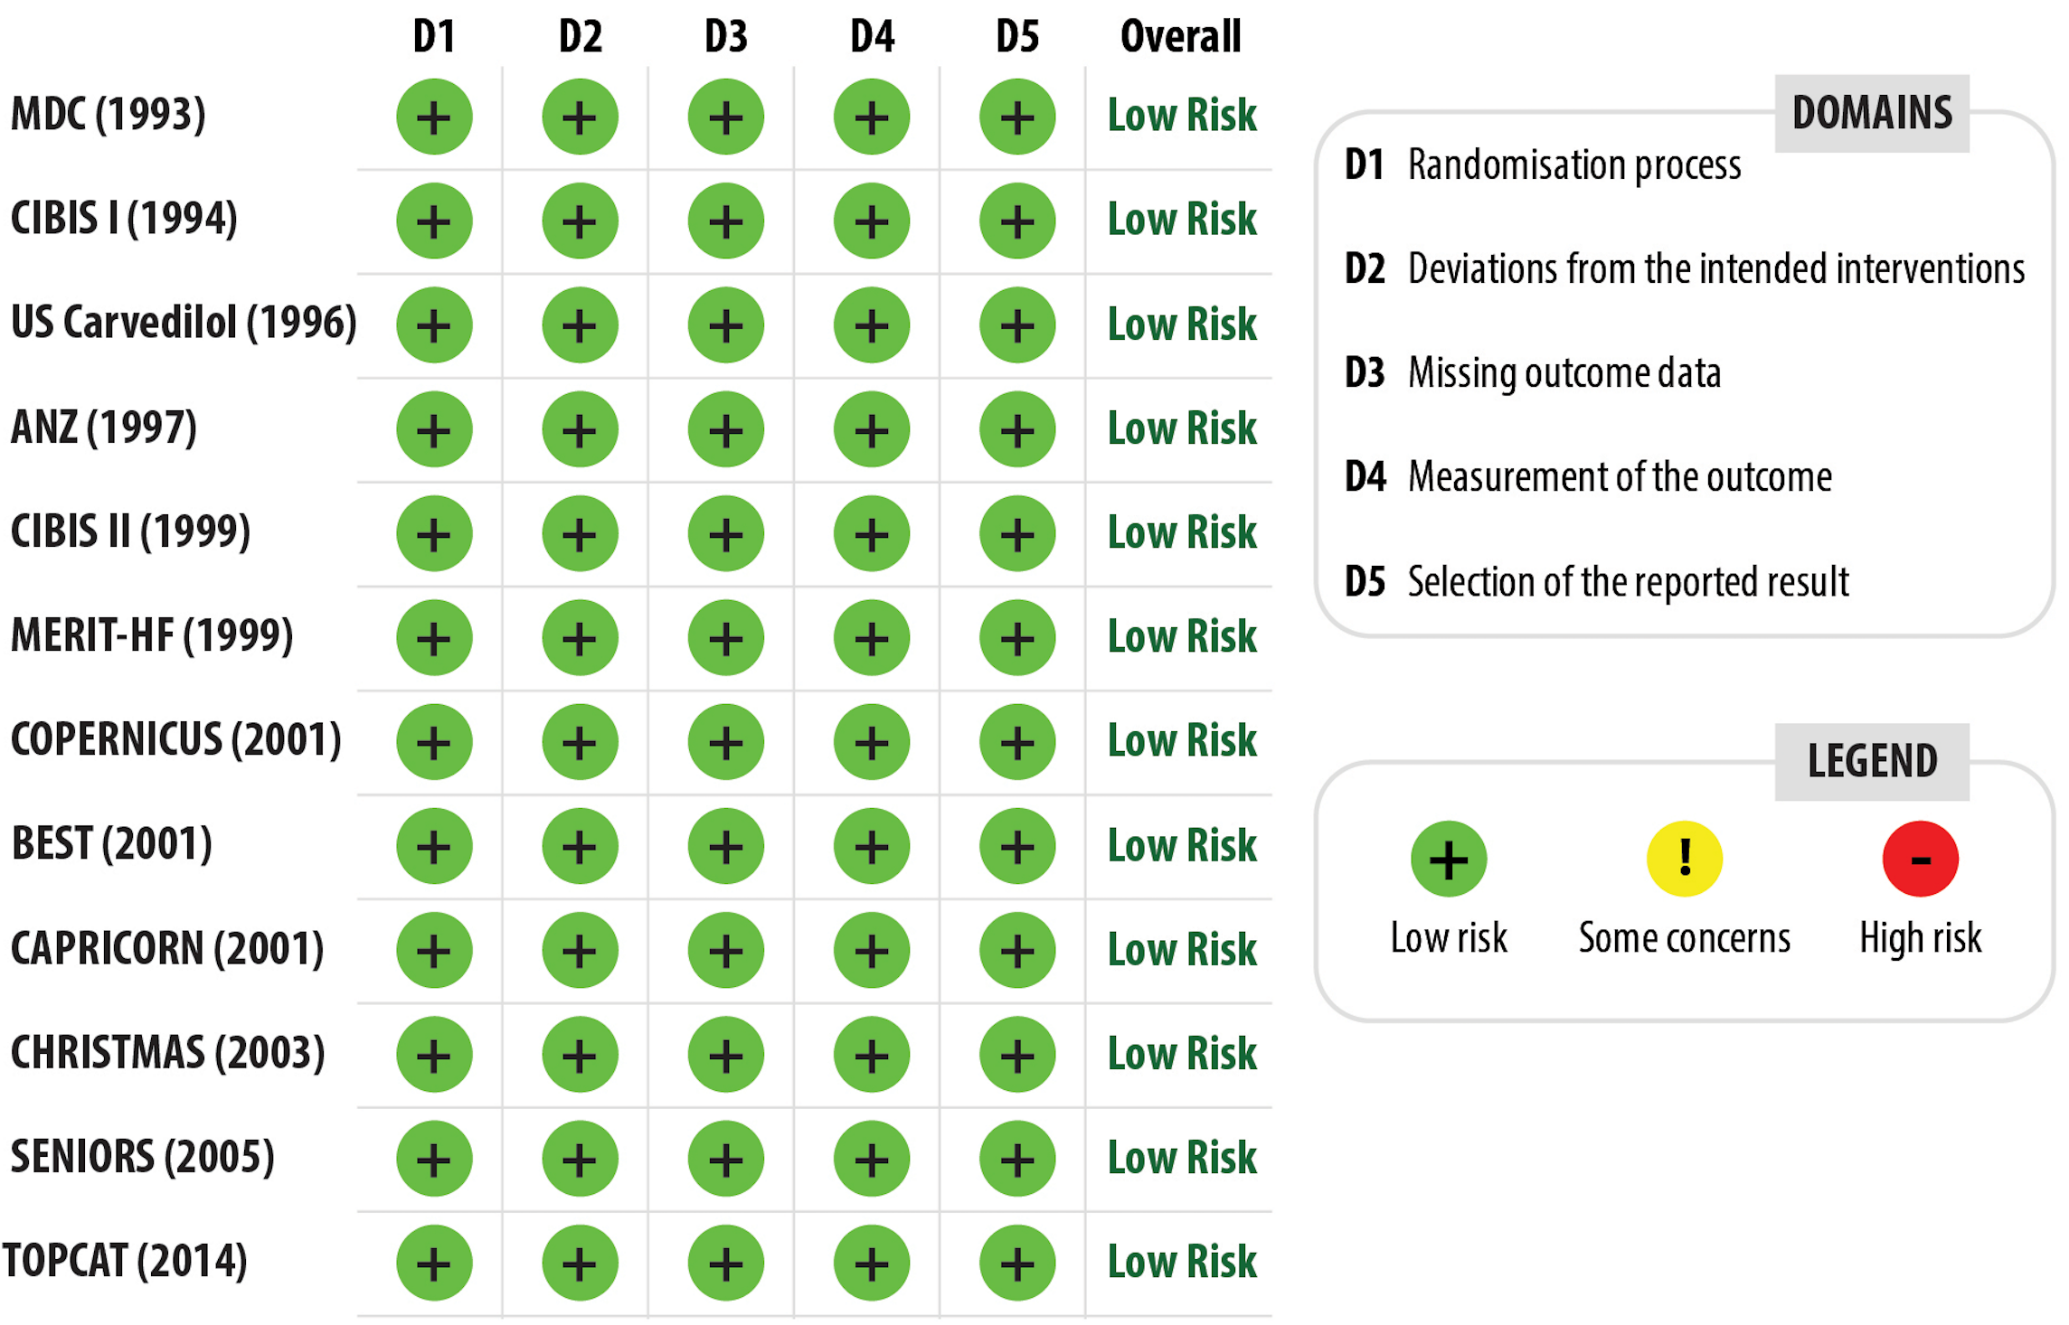 D1 D2 D3 D4 D5 Overall
MDC (1993) + + + + + Low Risk
CIBIS I (1994) + + + + + Low Risk
US Carvedilol (1996) + + + + + Low Risk
ANZ (1997) + + + + + Low Risk
CIBIS II (1999) + + + + + Low Risk
MERIT-HF (1999) + + + + + Low Risk
COPERNICUS (2001) + + + + + Low Risk
BEST (2001) + + + + + Low Risk
CAPRICORN (2001) + + + + + Low Risk
CHRISTMAS (2003) + + + + + Low Risk
SENIORS (2005) + + + + + Low Risk
TOPCAT (2014) + + + + + Low Risk
DOMAINS
D1 Randomisation process
D2 Deviations from the intended interventions
D3 Missing outcome data
D4 Measurement of the outcome
D5 Selection of the reported result
LEGEND
+ ! -
Low risk Some concerns High risk